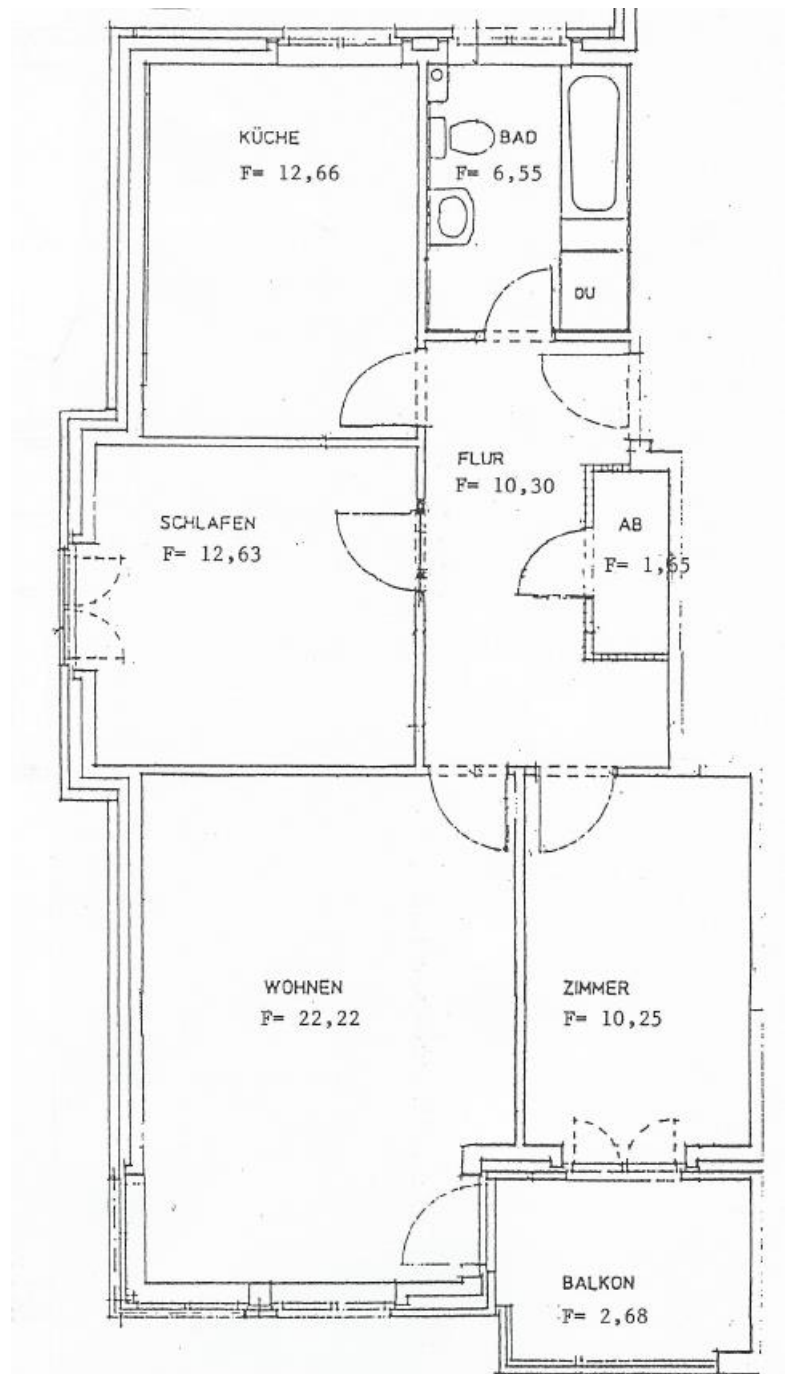 KÜCHE
F= 12,66
BAD
F= 6,55
DU
FLUR
F= 10,30
SCHLAFEN
F= 12,63
AB
F= 1,65
WOHNEN
F= 22,22
ZIMMER
F= 10,25
BALKON
F= 2,68